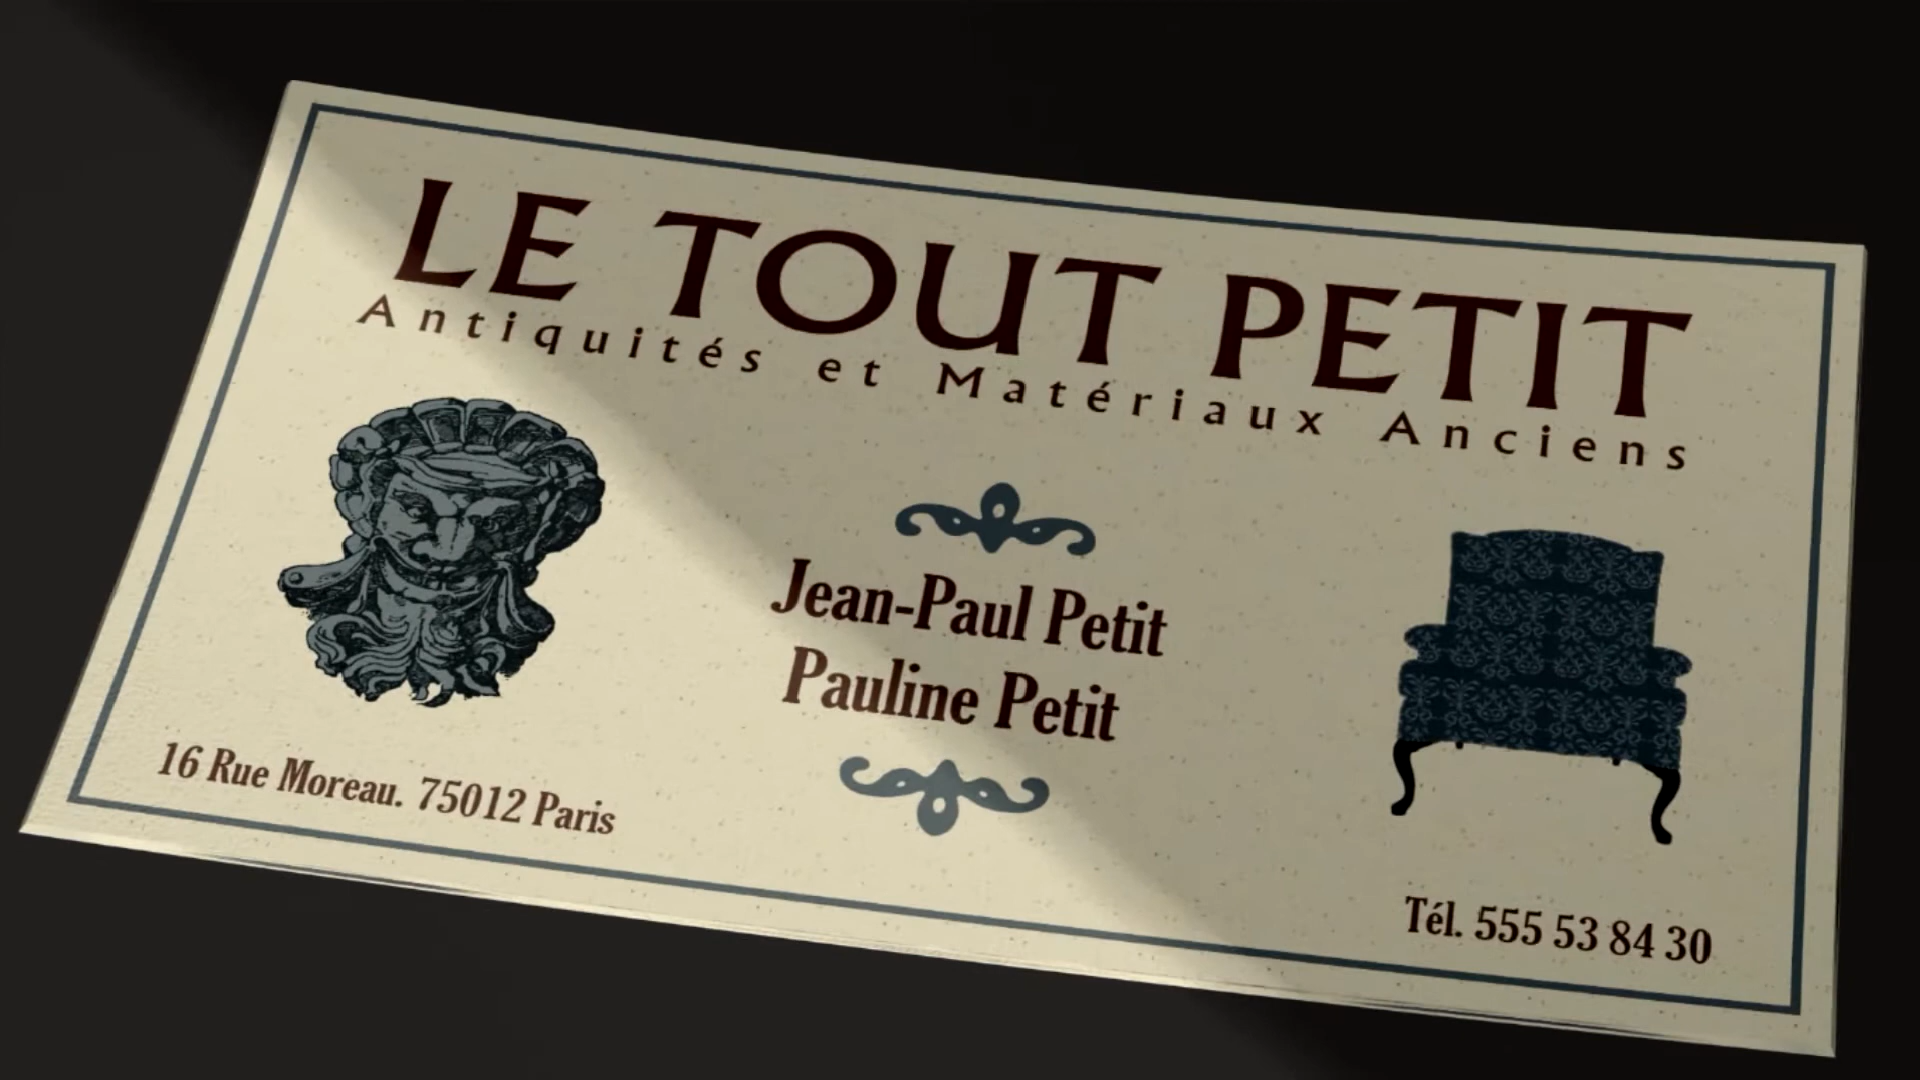 LE TOUT PETIT
Antiquités et Matériaux Anciens
Jean-Paul Petit
Pauline Petit
16 Rue Moreau. 75012 Paris
Tél. 555 53 84 30